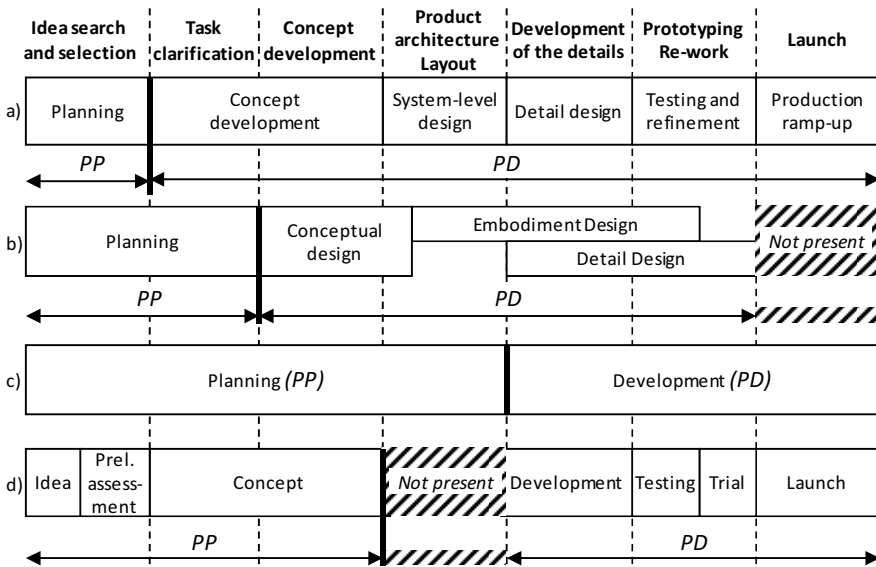 Idea search
and selection
Task
clarification
Concept
development
Product
architecture
Layout
Development
of the details
Prototyping
Re-work
Launch
a)
Planning
Concept
development
System-level
design
Detail design
Testing and
refinement
Production
ramp-up
PP
PD
b)
Planning
Conceptual
design
Embodiment Design
Detail Design
Not present
PP
PD
c)
Planning (PP)
Development (PD)
d)
Idea
Prel.
assess-
ment
Concept
Not present
Development
Testing
Trial
Launch
PP
PD